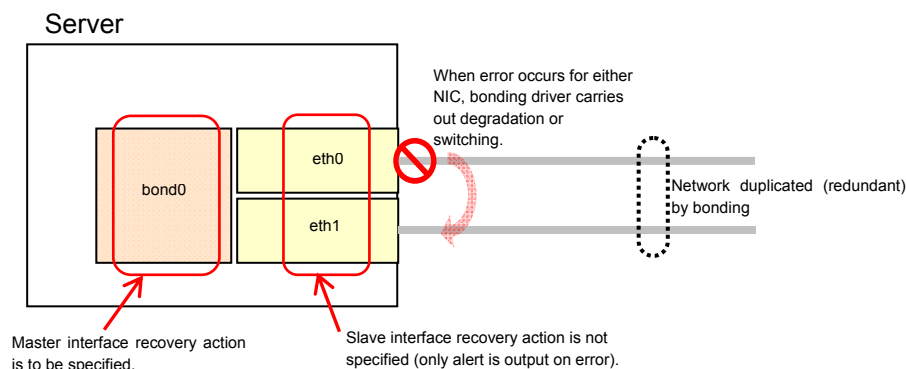 Server
When error occurs for either
NIC, bonding driver carries
out degradation or
switching.
eth0
bond0
eth1
Network duplicated (redundant)
by bonding
Master interface recovery action
is to be specified.
Slave interface recovery action is not
specified (only alert is output on error).